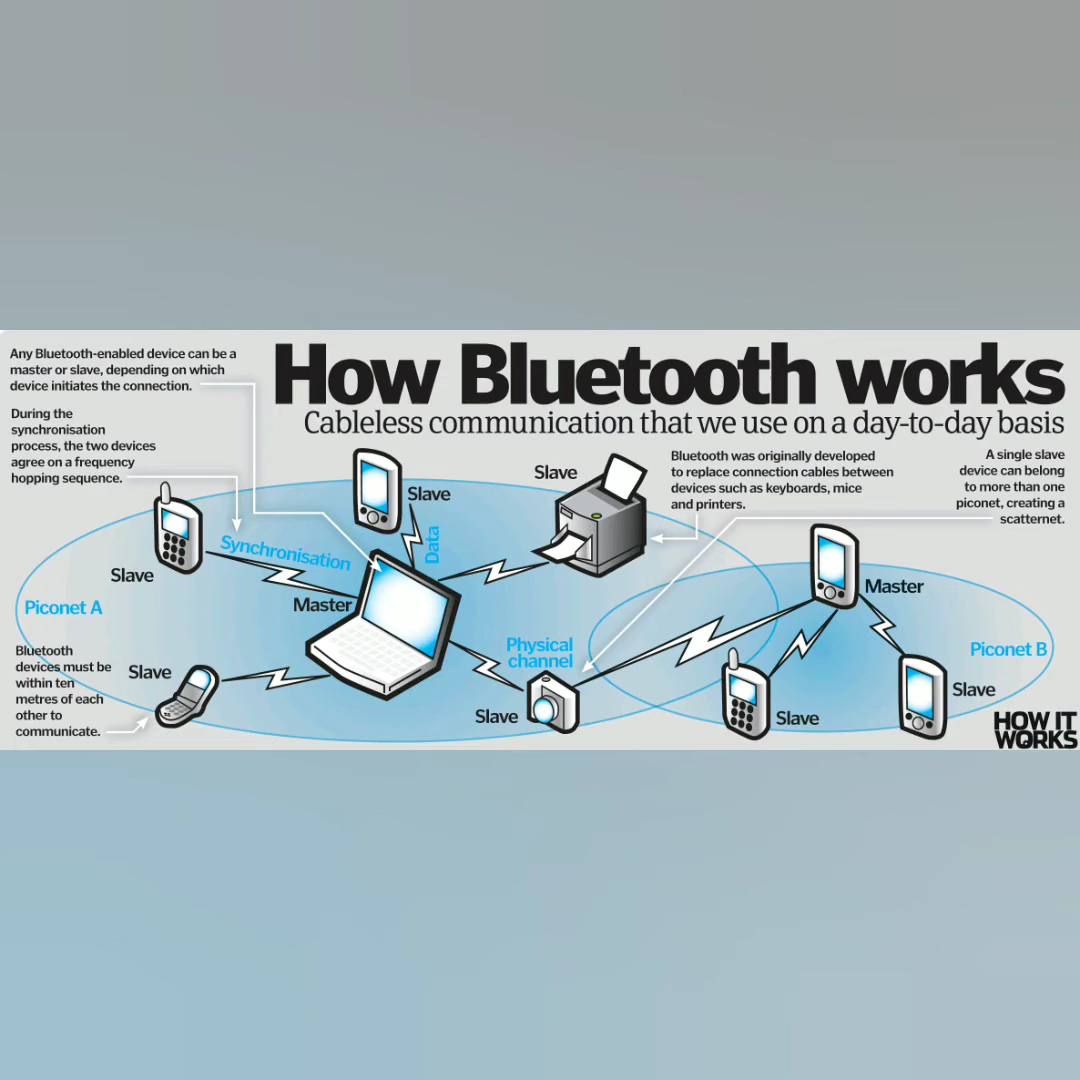 How Bluetooth works
Cableless communication that we use on a day-to-day basis
Any Bluetooth-enabled device can be a
master or slave, depending on which
device initiates the connection.
During the
synchronisation
process, the two devices
agree on a frequency
hopping sequence.
Bluetooth was originally developed
to replace connection cables between
devices such as keyboards, mice
and printers.
A single slave
device can belong
to more than one
piconet, creating a
scatternet.
Slave
Slave
Data
Synchronisation
Slave
Master
Piconet A
Master
Bluetooth
devices must be
within ten
metres of each
other to
communicate.
Slave
Physical
channel
Slave
Piconet B
Slave
Slave
HOW IT
WORKS